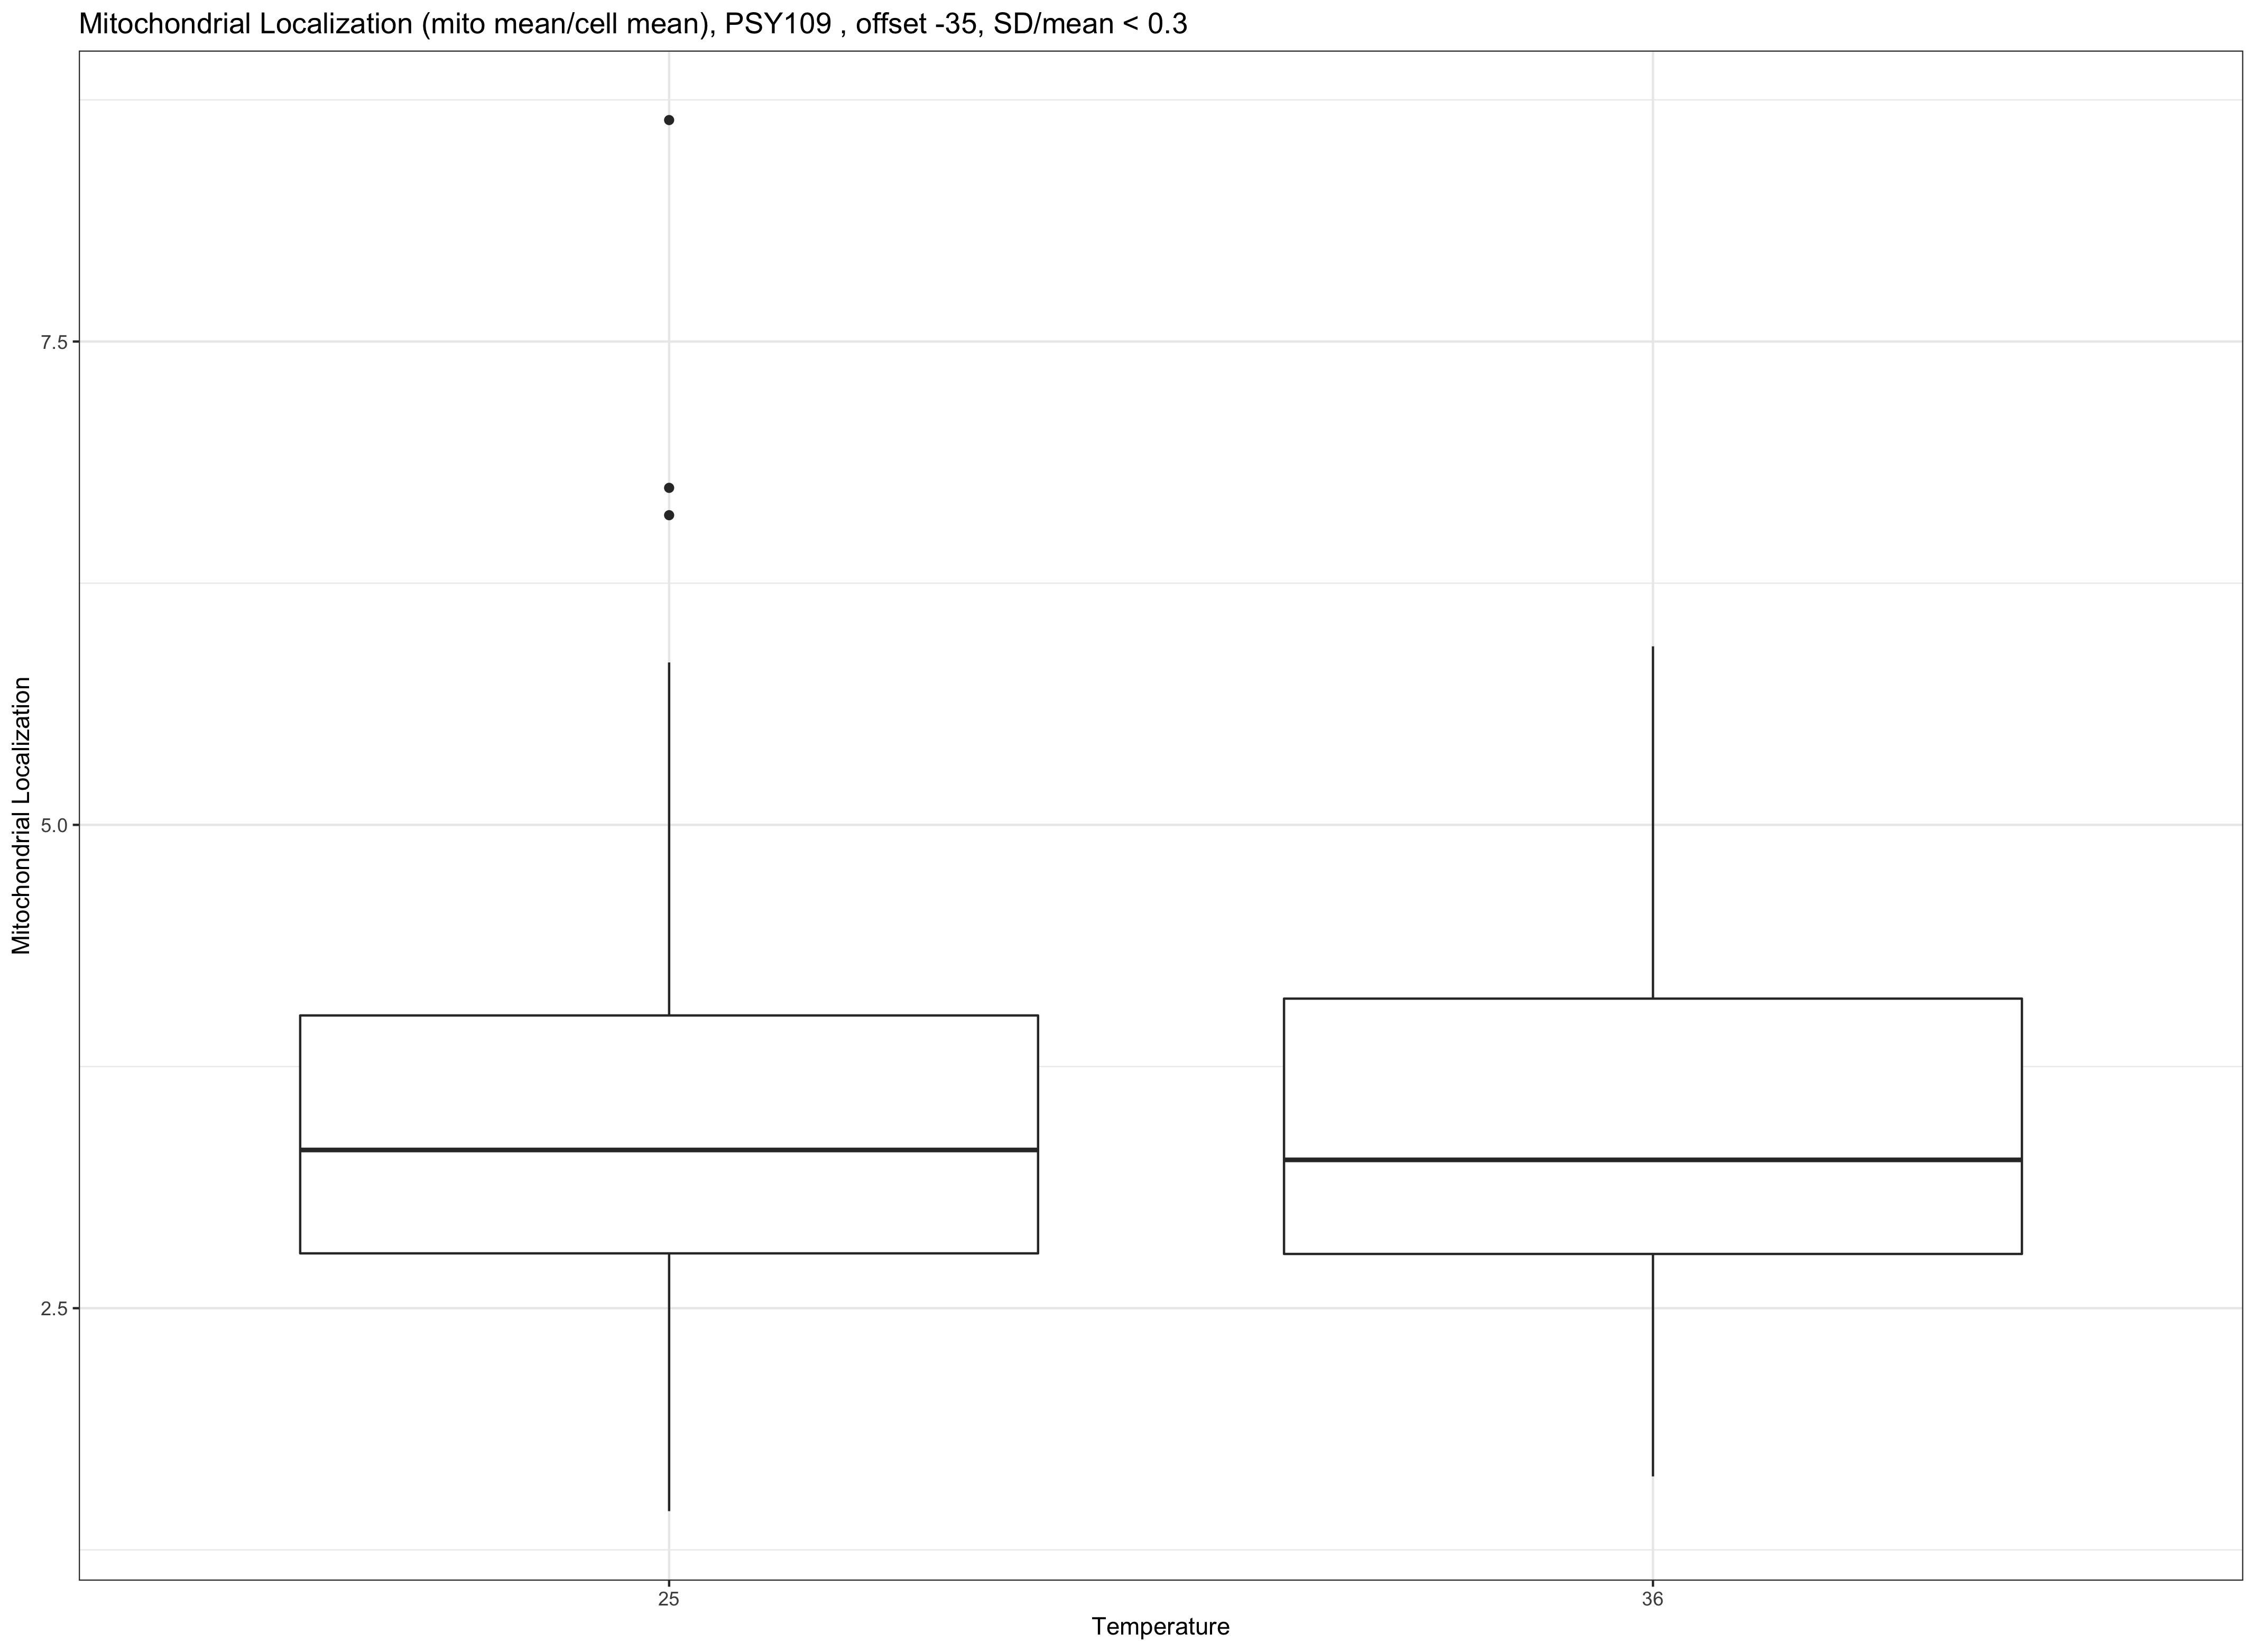 Mitochondrial Localization (mito mean/cell mean), PSY109 , offset -35, SD/mean < 0.3
7.5
5.0
2.5
Mitochondrial Localization
25
36
Temperature